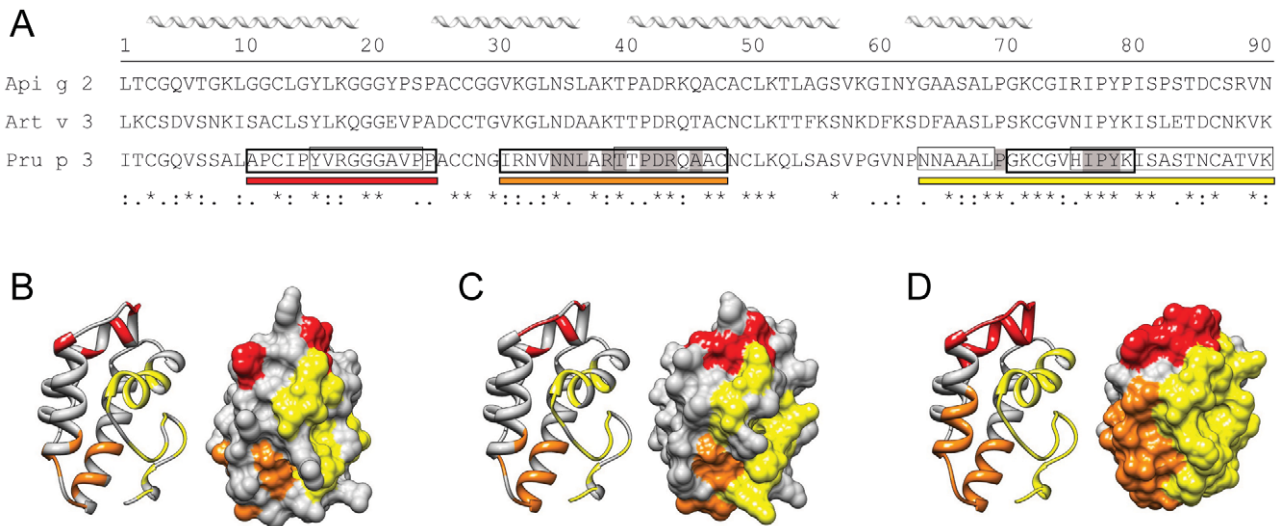 A
1 10 20 30 40 50 60 70 80 90
Api g 2 LTCGQVTGKLGGCLGYLKGGGYPSPACCGGVKGLNSLAKTPADRKQACACLKTLAGSVKGINYGAASALPGKCGIRIPYPISPSTDCSRVN
Art v 3 LKCSDVSNKISACLSYLKQGGEVPADCCTGVKGLNDAAKTTPDRQTACNCLKTTFKSNKDFKSDFAASLPSKCGVNIPYKISLETDCNKVK
Pru p 3 ITCGQVSSALAPCIPYVRGGGAVPPACCNGIRNVNNLARTTPDRQAACNCLKQLSASVPGVNPNNAAALPGKCGVHIPYKISASTNCATVK
B C D